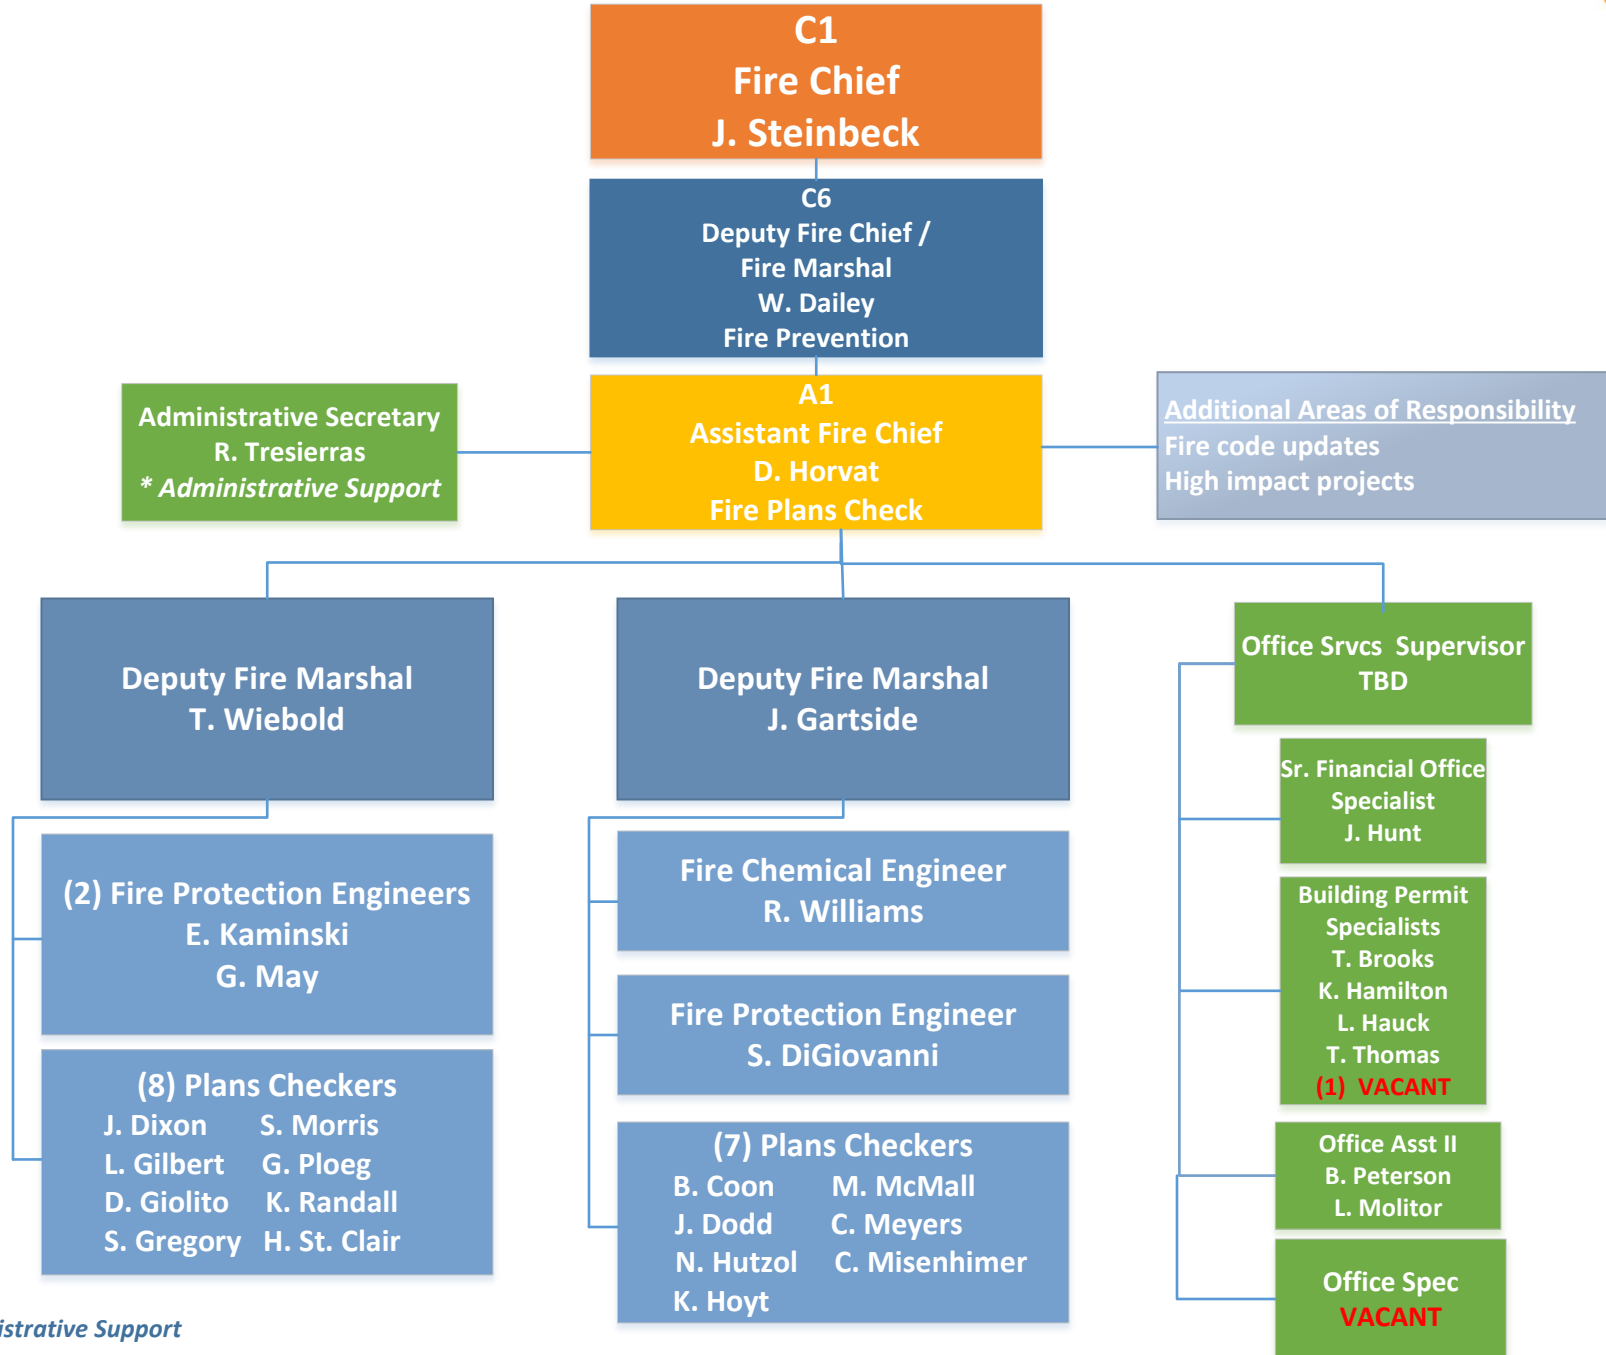 C1
Fire Chief
J. Steinbeck
C6
Deputy Fire Chief /
Fire Marshal
W. Dailey
Fire Prevention
Administrative Secretary
R. Tresierras
* Administrative Support
A1
Assistant Fire Chief
D. Horvat
Fire Plans Check
Additional Areas of Responsibility
Fire code updates
High impact projects
Deputy Fire Marshal
T. Wiebold
(2) Fire Protection Engineers
E. Kaminski
G. May
(8) Plans Checkers
J. Dixon S. Morris
L. Gilbert G. Ploeg
D. Giolito K. Randall
S. Gregory H. St. Clair
Deputy Fire Marshal
J. Gartside
Fire Chemical Engineer
R. Williams
Fire Protection Engineer
S. DiGiovanni
(7) Plans Checkers
B. Coon M. McMall
J. Dodd C. Meyers
N. Hutzol C. Misenhimer
K. Hoyt
Office Srvcs Supervisor
TBD
Sr. Financial Office
Specialist
J. Hunt
Building Permit
Specialists
T. Brooks
K. Hamilton
L. Hauck
T. Thomas
(1) VACANT
Office Asst II
B. Peterson
L. Molitor
Office Spec
VACANT
istrative Support